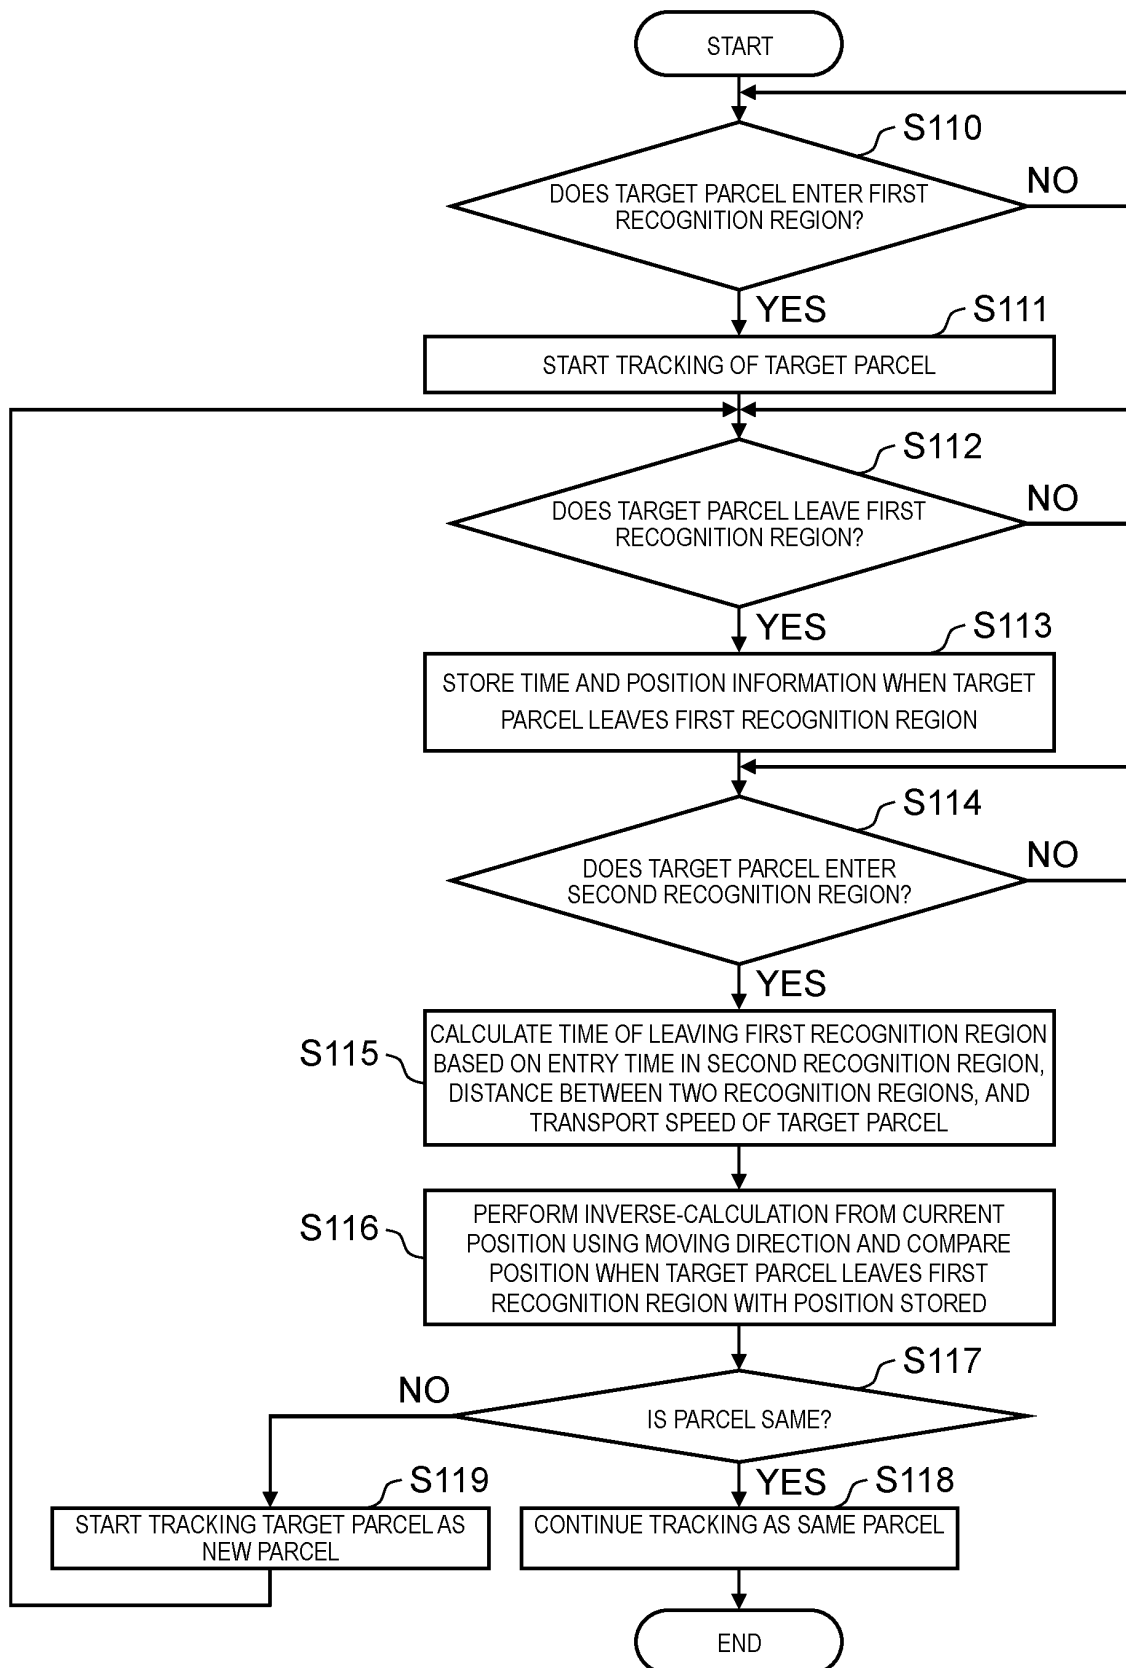 START
S110
DOES TARGET PARCEL ENTER FIRST
RECOGNITION REGION?
NO
YES
S111
START TRACKING OF TARGET PARCEL
S112
DOES TARGET PARCEL LEAVE FIRST
RECOGNITION REGION?
NO
YES
S113
STORE TIME AND POSITION INFORMATION WHEN TARGET
PARCEL LEAVES FIRST RECOGNITION REGION
S114
DOES TARGET PARCEL ENTER
SECOND RECOGNITION REGION?
NO
YES
S115
CALCULATE TIME OF LEAVING FIRST RECOGNITION REGION
BASED ON ENTRY TIME IN SECOND RECOGNITION REGION,
DISTANCE BETWEEN TWO RECOGNITION REGIONS, AND
TRANSPORT SPEED OF TARGET PARCEL
S116
PERFORM INVERSE-CALCULATION FROM CURRENT
POSITION USING MOVING DIRECTION AND COMPARE
POSITION WHEN TARGET PARCEL LEAVES FIRST
RECOGNITION REGION WITH POSITION STORED
S117
IS PARCEL SAME?
NO
YES
S119
START TRACKING TARGET PARCEL AS
NEW PARCEL
S118
CONTINUE TRACKING AS SAME PARCEL
END